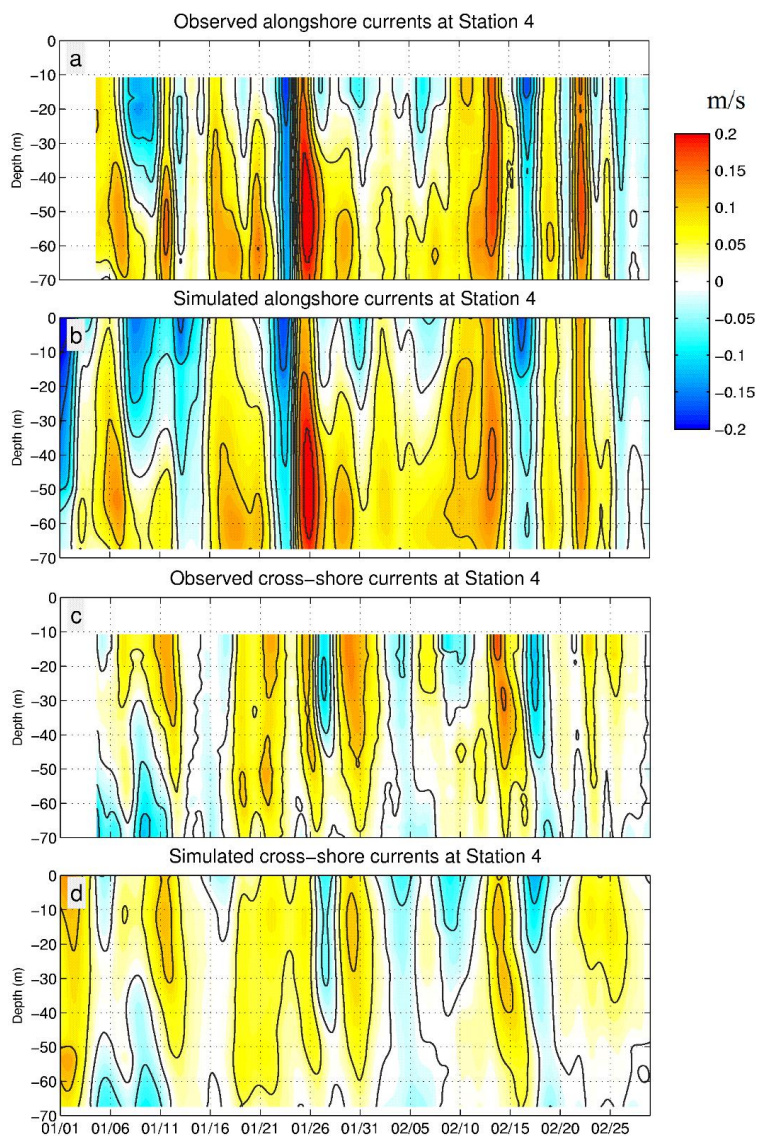 Observed alongshore currents at Station 4
a
0
−10
−20
−30
−40
−50
−60
−70
Depth (m)
m/s
0.2
0.15
0.1
0.05
0
−0.05
−0.1
−0.15
−0.2
Simulated alongshore currents at Station 4
b
0
−10
−20
−30
−40
−50
−60
−70
Depth (m)
Observed cross−shore currents at Station 4
c
0
−10
−20
−30
−40
−50
−60
−70
Depth (m)
Simulated cross−shore currents at Station 4
d
0
−10
−20
−30
−40
−50
−60
−70
Depth (m)
01/01 01/06 01/11 01/16 01/21 01/26 01/31 02/05 02/10 02/15 02/20 02/25